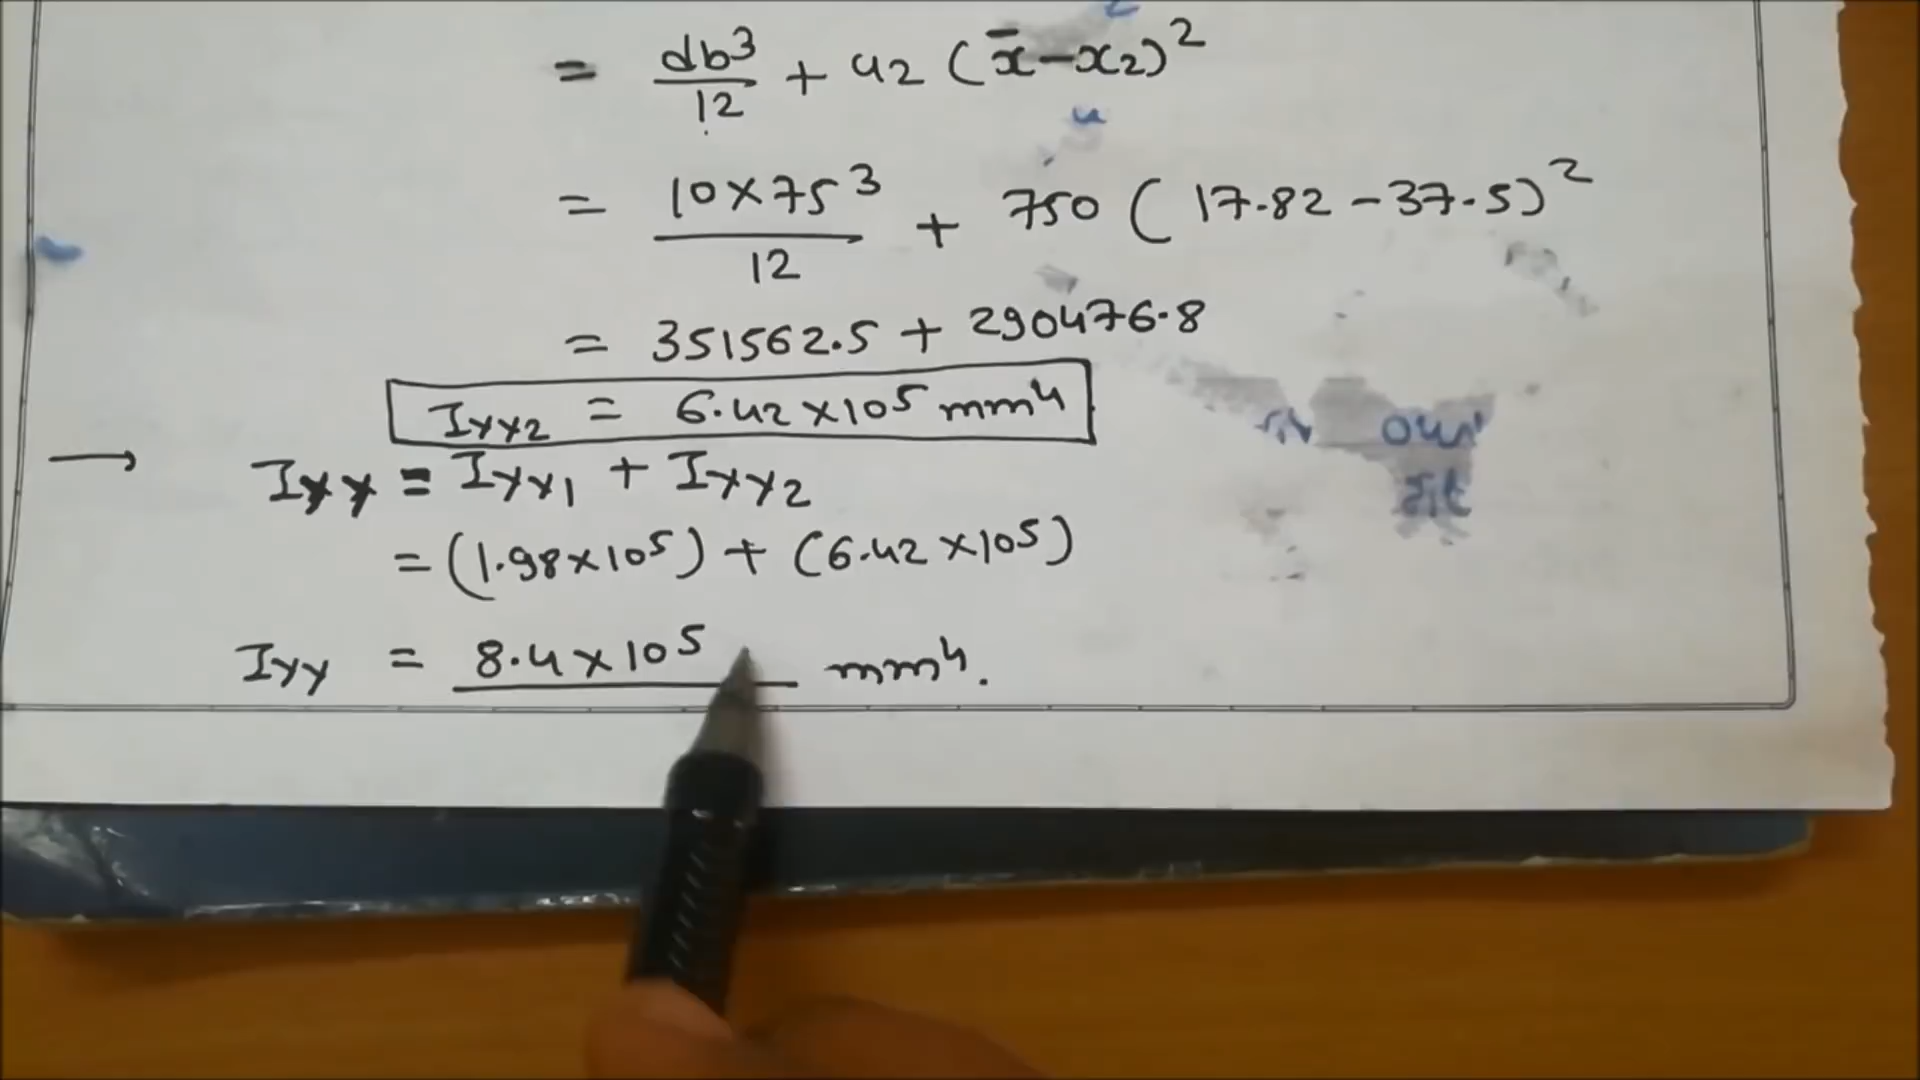 = db³/12 + a2 (x̄-x2)²
= 10×75³/12 + 750 (17.82-37.5)²
= 351562.5 + 290476.8
Iyy2 = 6.42×10⁵ mm⁴
→ Iyy = Iyy1 + Iyy2
= (1.98×10⁵) + (6.42×10⁵)
Iyy = 8.4×10⁵ mm⁴.